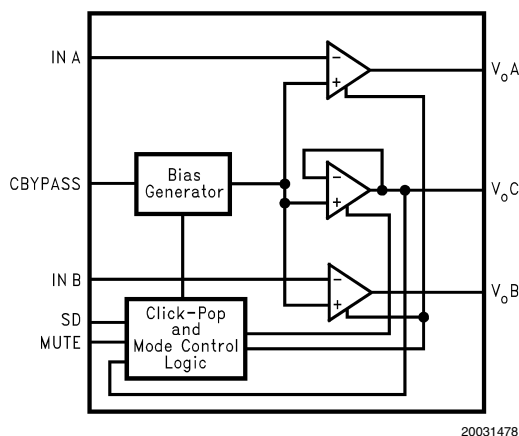 IN A
VoA
CBYPASS
Bias
Generator
VoC
IN B
VoB
SD
MUTE
Click-Pop
and
Mode Control
Logic
−
+
−
+
−
+
20031478